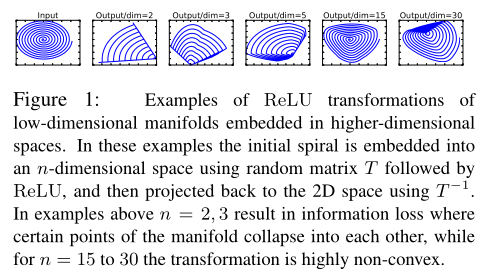 Input Output/dim=2 Output/dim=3 Output/dim=5 Output/dim=15 Output/dim=30
Figure 1: Examples of ReLU transformations of
low-dimensional manifolds embedded in higher-dimensional
spaces. In these examples the initial spiral is embedded into
an n-dimensional space using random matrix T followed by
ReLU, and then projected back to the 2D space using T⁻¹.
In examples above n = 2, 3 result in information loss where
certain points of the manifold collapse into each other, while
for n = 15 to 30 the transformation is highly non-convex.